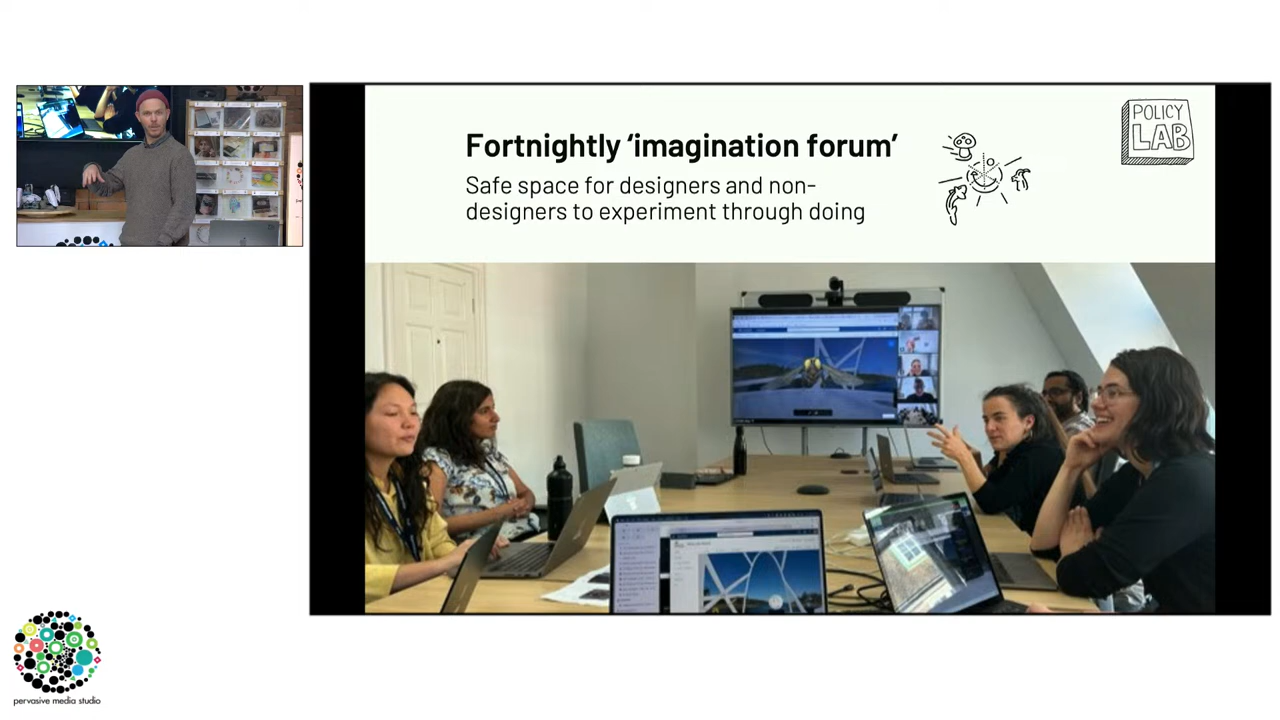 Fortnightly ‘imagination forum’
Safe space for designers and non-
designers to experiment through doing
POLICY
LAB
pervasive media studio